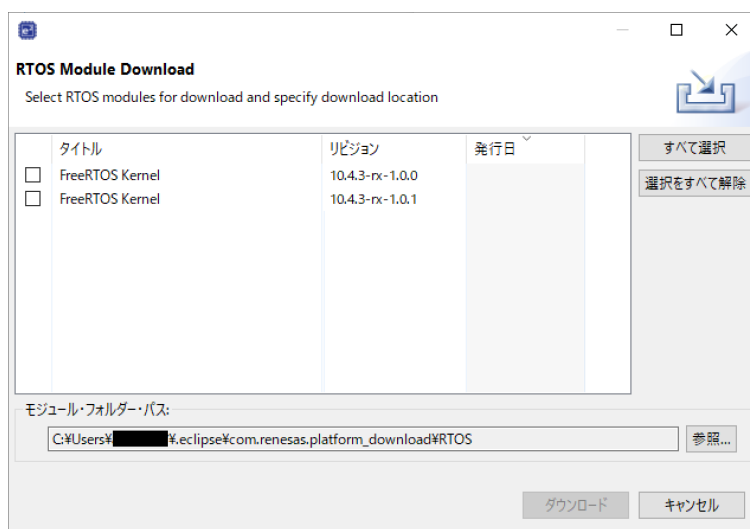 RTOS Module Download
Select RTOS modules for download and specify download location
タイトル リビジョン 発行日
FreeRTOS Kernel 10.4.3-rx-1.0.0
FreeRTOS Kernel 10.4.3-rx-1.0.1
すべて選択
選択をすべて解除
モジュール・フォルダー・パス:
C:¥Users¥ ¥.eclipse¥com.renesas.platform_download¥RTOS
参照...
ダウンロード
キャンセル